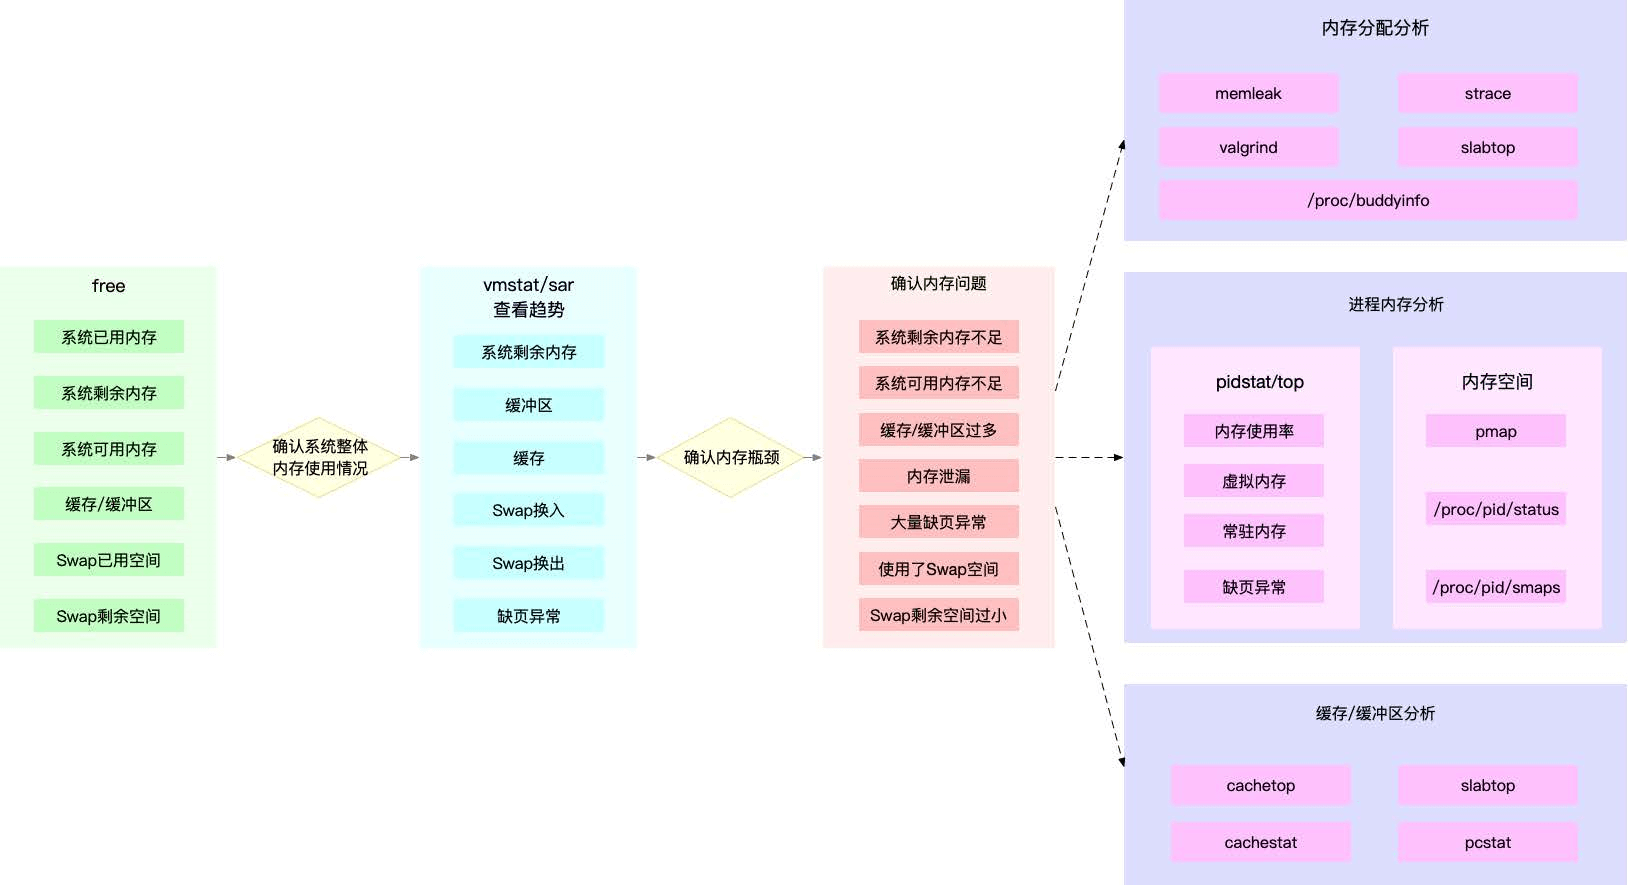 free
系统已用内存
系统剩余内存
系统可用内存
缓存/缓冲区
Swap已用空间
Swap剩余空间
确认系统整体
内存使用情况
vmstat/sar
查看趋势
系统剩余内存
缓冲区
缓存
Swap换入
Swap换出
缺页异常
确认内存瓶颈
确认内存问题
系统剩余内存不足
系统可用内存不足
缓存/缓冲区过多
内存泄漏
大量缺页异常
使用了Swap空间
Swap剩余空间过小
内存分配分析
memleak
strace
valgrind
slabtop
/proc/buddyinfo
进程内存分析
pidstat/top
内存使用率
虚拟内存
常驻内存
缺页异常
内存空间
pmap
/proc/pid/status
/proc/pid/smaps
缓存/缓冲区分析
cachetop
slabtop
cachestat
pcstat